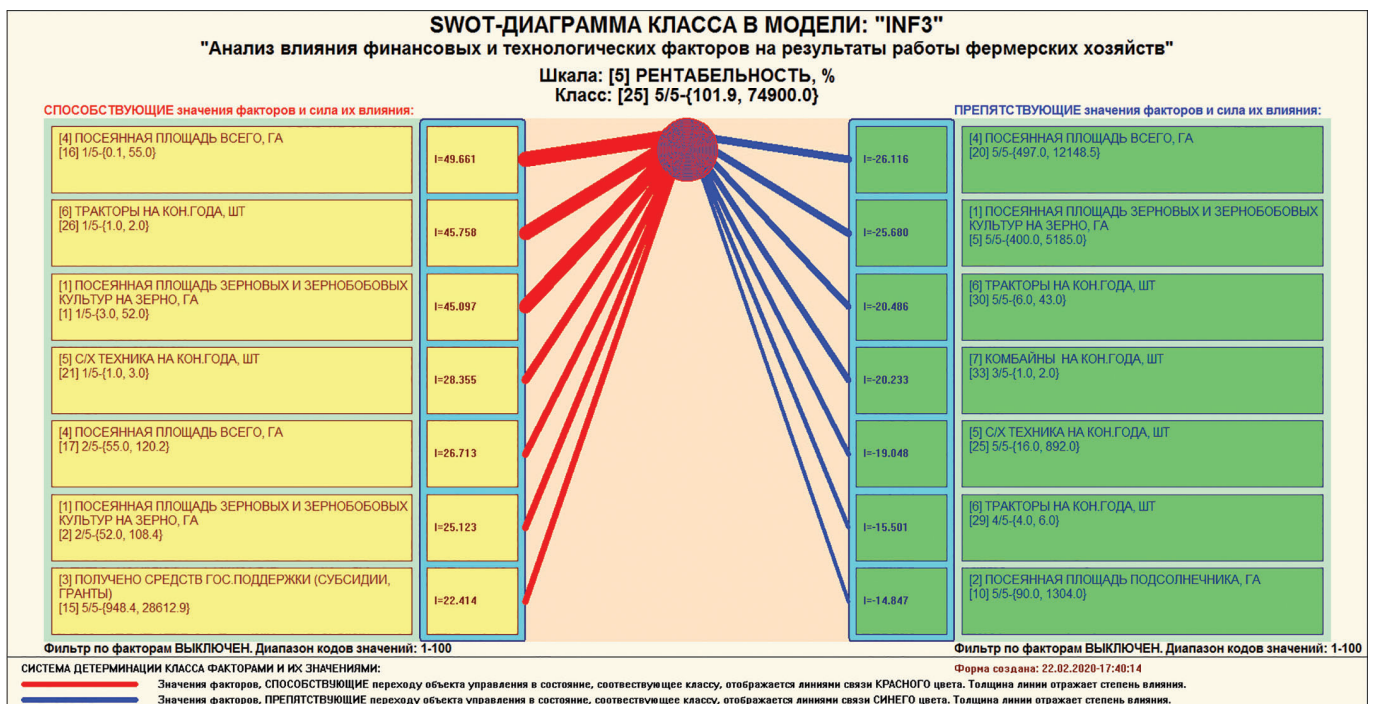 SWOT-ДИАГРАММА КЛАССА В МОДЕЛИ: "INF3"
"Анализ влияния финансовых и технологических факторов на результаты работы фермерских хозяйств"
Шкала: [5] РЕНТАБЕЛЬНОСТЬ, %
Класс: [25] 5/5-{101.9, 74900.0}
СПОСОБСТВУЮЩИЕ значения факторов и сила их влияния:
[4] ПОСЕЯННАЯ ПЛОЩАДЬ ВСЕГО, ГА
[16] 1/5-{0.1, 55.0}
I=49.661
[6] ТРАКТОРЫ НА КОН.ГОДА, ШТ
[26] 1/5-{1.0, 2.0}
I=45.758
[1] ПОСЕЯННАЯ ПЛОЩАДЬ ЗЕРНОВЫХ И ЗЕРНОБОБОВЫХ
КУЛЬТУР НА ЗЕРНО, ГА
[1] 1/5-{3.0, 52.0}
I=45.097
[5] С/Х ТЕХНИКА НА КОН.ГОДА, ШТ
[21] 1/5-{1.0, 3.0}
I=28.355
[4] ПОСЕЯННАЯ ПЛОЩАДЬ ВСЕГО, ГА
[17] 2/5-{55.0, 120.2}
I=26.713
[1] ПОСЕЯННАЯ ПЛОЩАДЬ ЗЕРНОВЫХ И ЗЕРНОБОБОВЫХ
КУЛЬТУР НА ЗЕРНО, ГА
[2] 2/5-{52.0, 108.4}
I=25.123
[3] ПОЛУЧЕНО СРЕДСТВ ГОС.ПОДДЕРЖКИ (СУБСИДИИ,
ГРАНТЫ)
[15] 5/5-{948.4, 28612.9}
I=22.414
Фильтр по факторам ВЫКЛЮЧЕН. Диапазон кодов значений: 1-100
ПРЕПЯТСТВУЮЩИЕ значения факторов и сила их влияния:
I=-26.116
[4] ПОСЕЯННАЯ ПЛОЩАДЬ ВСЕГО, ГА
[20] 5/5-{497.0, 12148.5}
I=-25.680
[1] ПОСЕЯННАЯ ПЛОЩАДЬ ЗЕРНОВЫХ И ЗЕРНОБОБОВЫХ
КУЛЬТУР НА ЗЕРНО, ГА
[5] 5/5-{400.0, 5185.0}
I=-20.486
[6] ТРАКТОРЫ НА КОН.ГОДА, ШТ
[30] 5/5-{6.0, 43.0}
I=-20.233
[7] КОМБАЙНЫ НА КОН.ГОДА, ШТ
[33] 3/5-{1.0, 2.0}
I=-19.048
[5] С/Х ТЕХНИКА НА КОН.ГОДА, ШТ
[25] 5/5-{16.0, 892.0}
I=-15.501
[6] ТРАКТОРЫ НА КОН.ГОДА, ШТ
[29] 4/5-{4.0, 6.0}
I=-14.847
[2] ПОСЕЯННАЯ ПЛОЩАДЬ ПОДСОЛНЕЧНИКА, ГА
[10] 5/5-{90.0, 1304.0}
Фильтр по факторам ВЫКЛЮЧЕН. Диапазон кодов значений: 1-100
СИСТЕМА ДЕТЕРМИНАЦИИ КЛАССА ФАКТОРАМИ И ИХ ЗНАЧЕНИЯМИ:
Форма создана: 22.02.2020-17:40:14
Значения факторов, СПОСОБСТВУЮЩИЕ переходу объекта управления в состояние, соотвествующее классу, отображается линиями связи КРАСНОГО цвета. Толщина линии отражает степень влияния.
Значения факторов, ПРЕПЯТСТВУЮЩИЕ переходу объекта управления в состояние, соотвествующее классу, отображается линиями связи СИНЕГО цвета. Толщина линии отражает степень влияния.